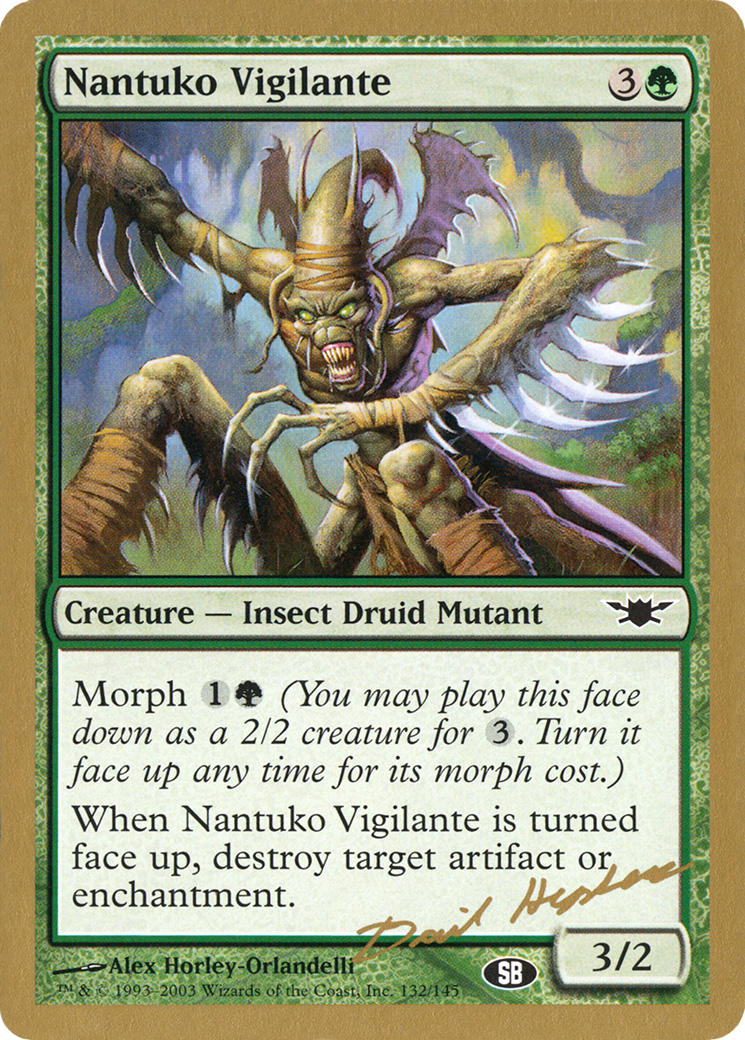 Nantuko Vigilante 3
Creature — Insect Druid Mutant
Morph 1 (You may play this face
down as a 2/2 creature for 3. Turn it
face up any time for its morph cost.)
When Nantuko Vigilante is turned
face up, destroy target artifact or
enchantment.
Alex Horley-Orlandelli
SB
3/2
™ & © 1993–2003 Wizards of the Coast, Inc. 132/145